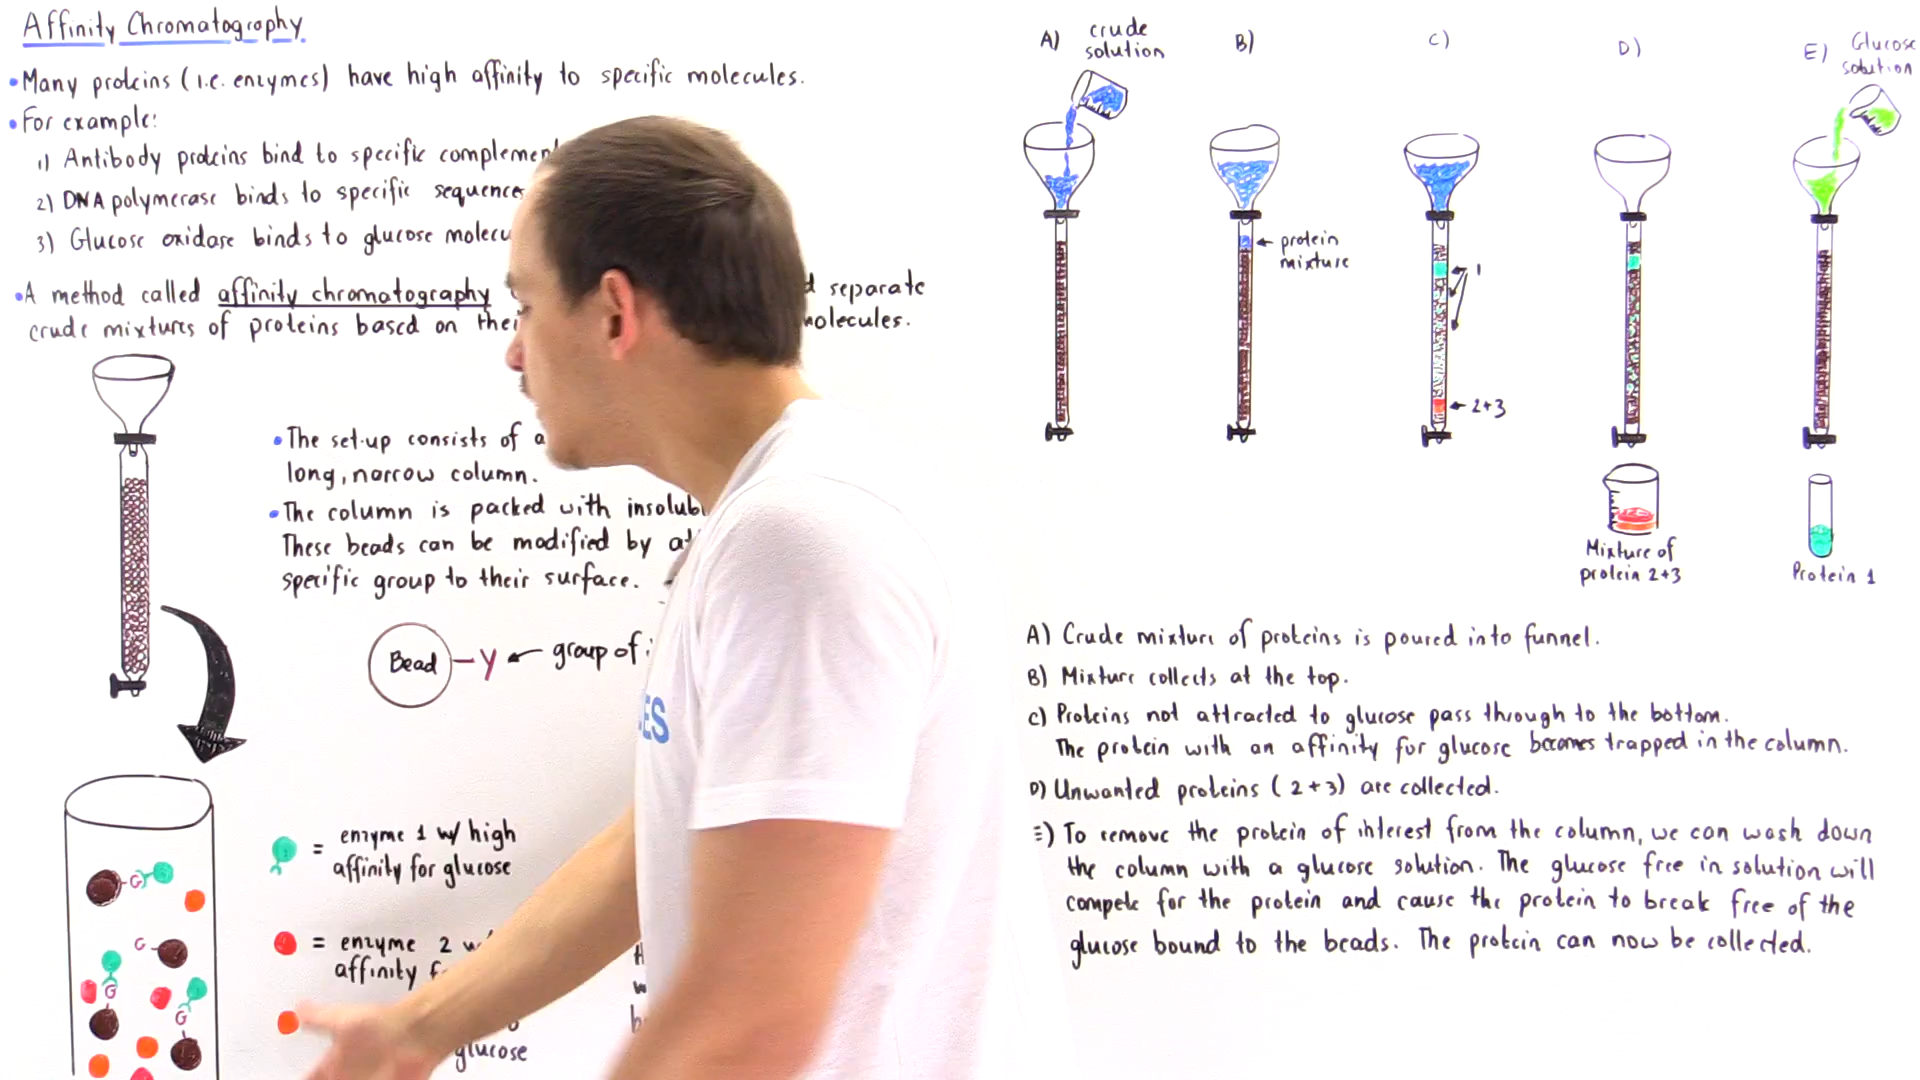 Affinity Chromatography
• Many proteins (i.e. enzymes) have high affinity to specific molecules.
• For example:
1) Antibody proteins bind to specific
2) DNA polymerase binds to specific
3) Glucose oxidase binds to glucose
• A method called affinity chromatography separate
crude mixtures of proteins based on
• The set-up consists of a
long, narrow column.
• The column is packed with
These beads can be modified by
specific group to their surface.
Bead -Y ← group of
= enzyme 1 w/ high
affinity for glucose
= enzyme 2
affinity
glucose
G
G
G
G
A) crude
solution
B)
protein
mixture
C)
1
2+3
D)
Mixture of
protein 2+3
E) Glucose
solution
Protein 1
A) Crude mixture of proteins is poured into funnel.
B) Mixture collects at the top.
C) Proteins not attracted to glucose pass through to the bottom.
The protein with an affinity for glucose becomes trapped in the column.
D) Unwanted proteins (2+3) are collected.
E) To remove the protein of interest from the column, we can wash down
the column with a glucose solution. The glucose free in solution will
compete for the protein and cause the protein to break free of the
glucose bound to the beads. The protein can now be collected.
ES